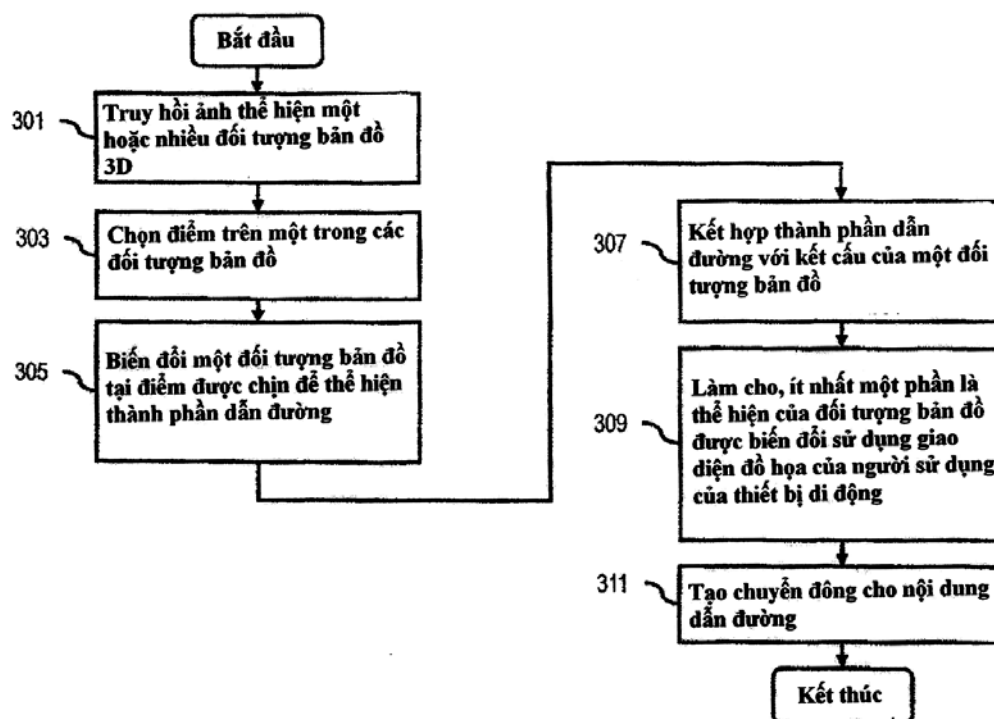 Bắt đầu
301
Truy hồi ảnh thể hiện một
hoặc nhiều đối tượng bản đồ
3D
303
Chọn điểm trên một trong các
đối tượng bản đồ
305
Biến đổi một đối tượng bản đồ
tại điểm được chịn để thể hiện
thành phần dẫn đường
307
Kết hợp thành phần dẫn
đường với kết cấu của một đối
tượng bản đồ
309
Làm cho, ít nhất một phần là
thể hiện của đối tượng bản đồ
được biến đổi sử dụng giao
diện đồ họa của người sử dụng
của thiết bị di động
311
Tạo chuyễn đông cho nội dung
dẫn đường
Kết thúc